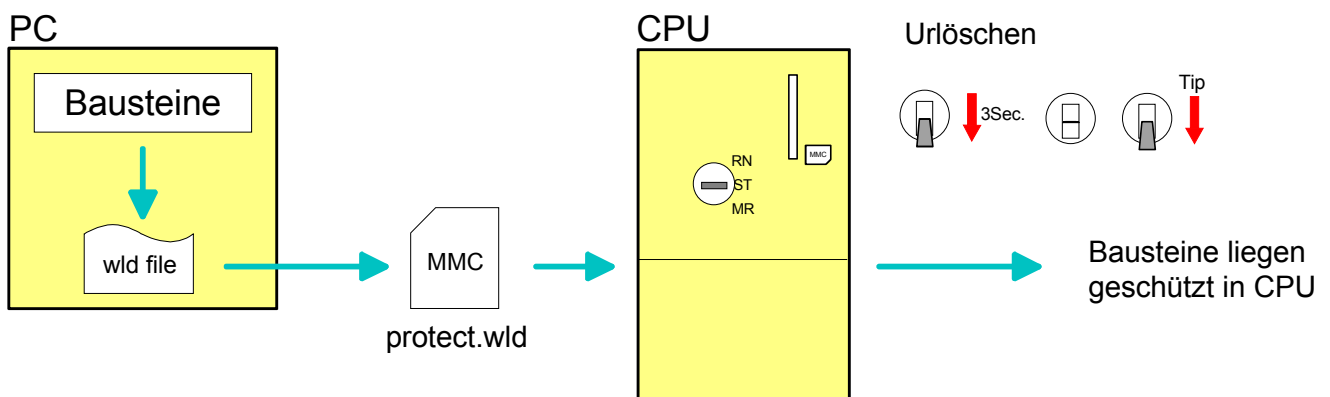 PC
Bausteine
wld file
MMC
protect.wld
CPU
MMC
RN
ST
MR
Urlöschen
3Sec.
Tip
Bausteine liegen
geschützt in CPU